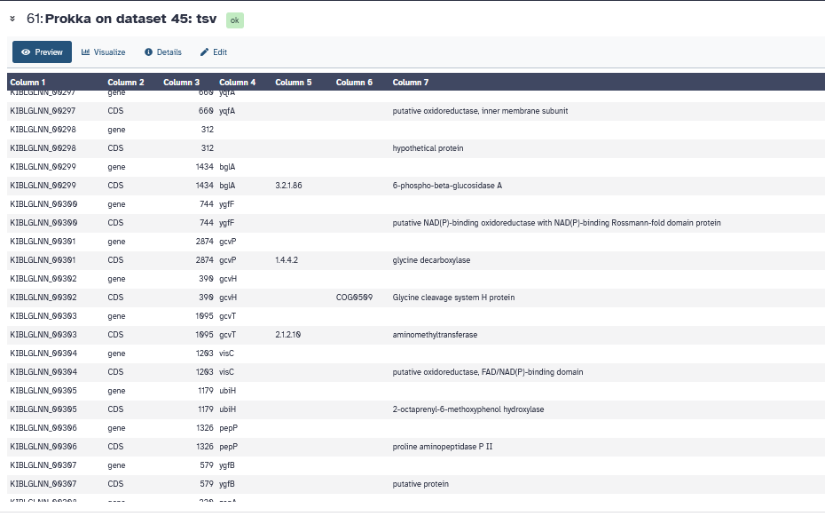 61: Prokka on dataset 45: tsv ok
Preview Visualize Details Edit
Column 1 Column 2 Column 3 Column 4 Column 5 Column 6 Column 7
KIBLGLNN_00297 gene 660 yqfA
KIBLGLNN_00297 CDS 660 yqfA putative oxidoreductase, inner membrane subunit
KIBLGLNN_00298 gene 312
KIBLGLNN_00298 CDS 312 hypothetical protein
KIBLGLNN_00299 gene 1434 bglA
KIBLGLNN_00299 CDS 1434 bglA 3.2.1.86 6-phospho-beta-glucosidase A
KIBLGLNN_00300 gene 744 ygfF
KIBLGLNN_00300 CDS 744 ygfF putative NAD(P)-binding oxidoreductase with NAD(P)-binding Rossmann-fold domain protein
KIBLGLNN_00301 gene 2874 gcvP
KIBLGLNN_00301 CDS 2874 gcvP 1.4.4.2 glycine decarboxylase
KIBLGLNN_00302 gene 390 gcvH
KIBLGLNN_00302 CDS 390 gcvH COG0509 Glycine cleavage system H protein
KIBLGLNN_00303 gene 1095 gcvT
KIBLGLNN_00303 CDS 1095 gcvT 2.1.2.10 aminomethyltransferase
KIBLGLNN_00304 gene 1203 visC
KIBLGLNN_00304 CDS 1203 visC putative oxidoreductase, FAD/NAD(P)-binding domain
KIBLGLNN_00305 gene 1179 ubiH
KIBLGLNN_00305 CDS 1179 ubiH 2-octaprenyl-6-methoxyphenol hydroxylase
KIBLGLNN_00306 gene 1326 pepP
KIBLGLNN_00306 CDS 1326 pepP proline aminopeptidase P II
KIBLGLNN_00307 gene 579 ygfB
KIBLGLNN_00307 CDS 579 ygfB putative protein